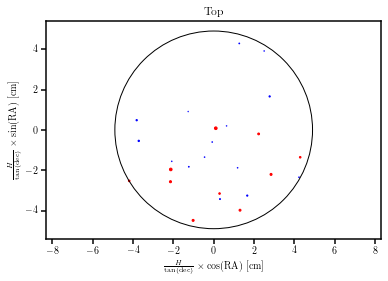 Top
H/tan(dec) × sin(RA) [cm]
4
2
0
−2
−4
−8 −6 −4 −2 0 2 4 6 8
H/tan(dec) × cos(RA) [cm]